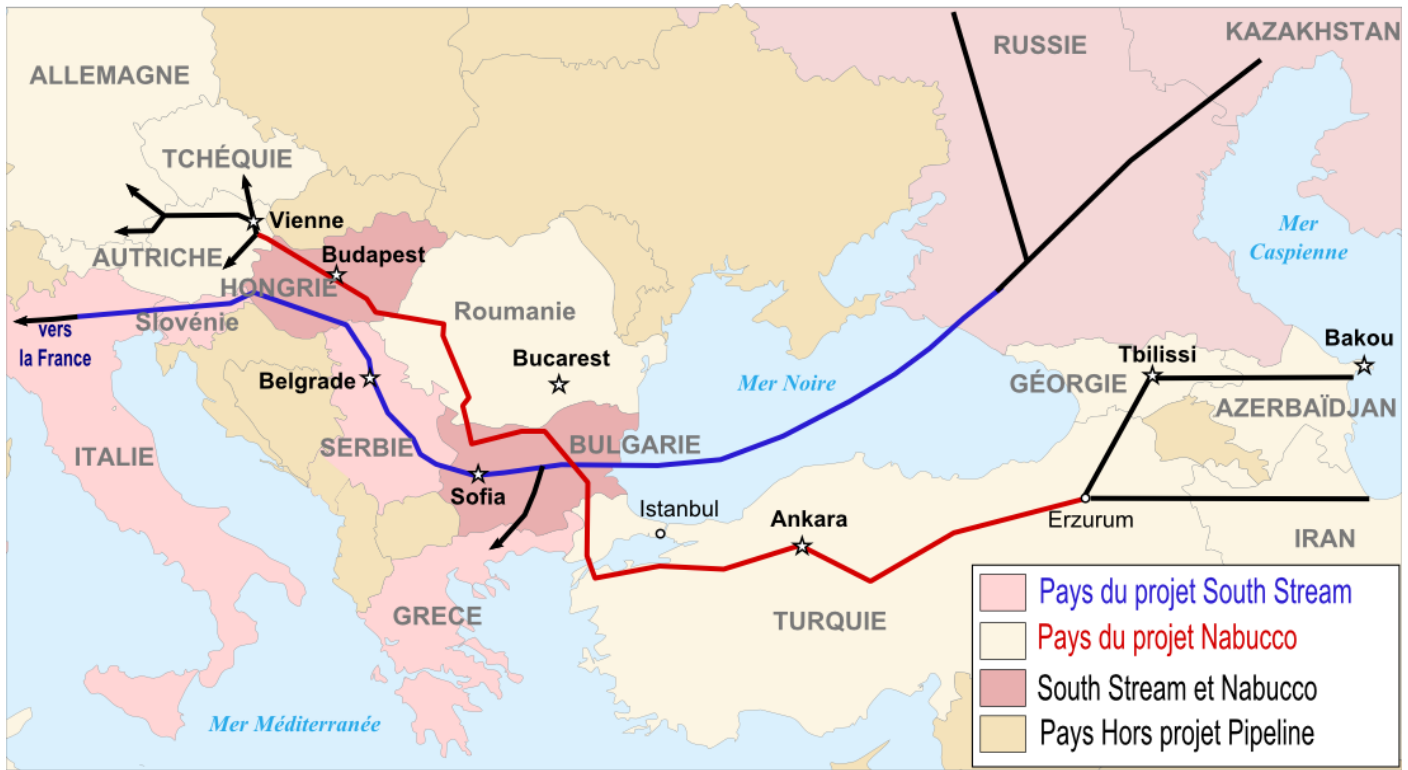 RUSSIE
KAZAKHSTAN
ALLEMAGNE
TCHÉQUIE
Vienne
AUTRICHE
Budapest
HONGRIE
Mer
Caspienne
vers
la France
Slovénie
Roumanie
Bucarest
Belgrade
Mer Noire
Tbilissi
Bakou
GÉORGIE
AZERBAÏDJAN
ITALIE
SERBIE
BULGARIE
Sofia
Istanbul
Ankara
Erzurum
IRAN
GRECE
TURQUIE
Mer Méditerranée
Pays du projet South Stream
Pays du projet Nabucco
South Stream et Nabucco
Pays Hors projet Pipeline